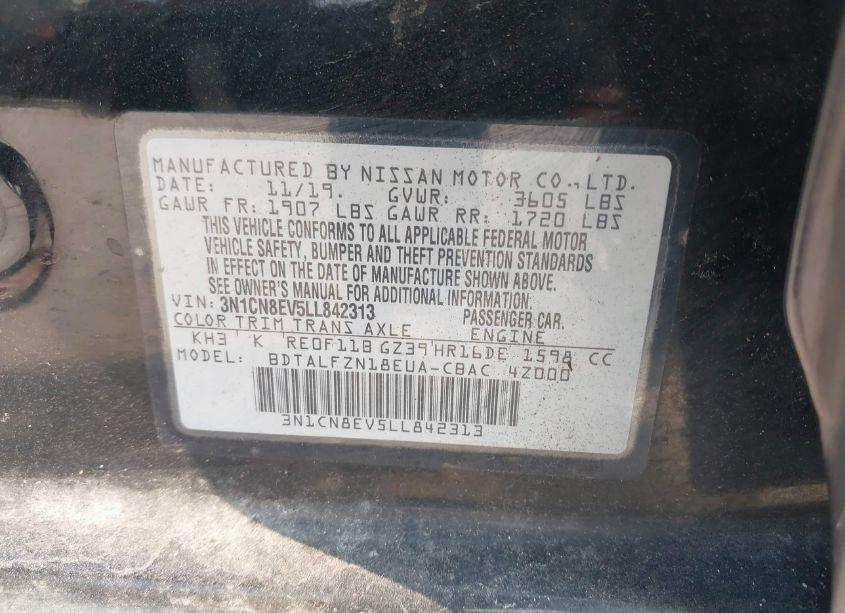 MANUFACTURED BY NISSAN MOTOR CO., LTD.
DATE: 11/19. GVWR: 3605 LBS
GAWR FR: 1907 LBS GAWR RR: 1720 LBS
THIS VEHICLE CONFORMS TO ALL APPLICABLE FEDERAL MOTOR
VEHICLE SAFETY, BUMPER AND THEFT PREVENTION STANDARDS
IN EFFECT ON THE DATE OF MANUFACTURE SHOWN ABOVE.
SEE OWNER'S MANUAL FOR ADDITIONAL INFORMATION.
VIN: 3N1CN8EV5LL842313 PASSENGER CAR.
COLOR TRIM TRANS AXLE ENGINE
KH3 K RE0F11B GZ39 HR16DE 1598 CC
MODEL: BDTALFZN18EUA-CBAC 4Z000
3N1CN8EV5LL842313